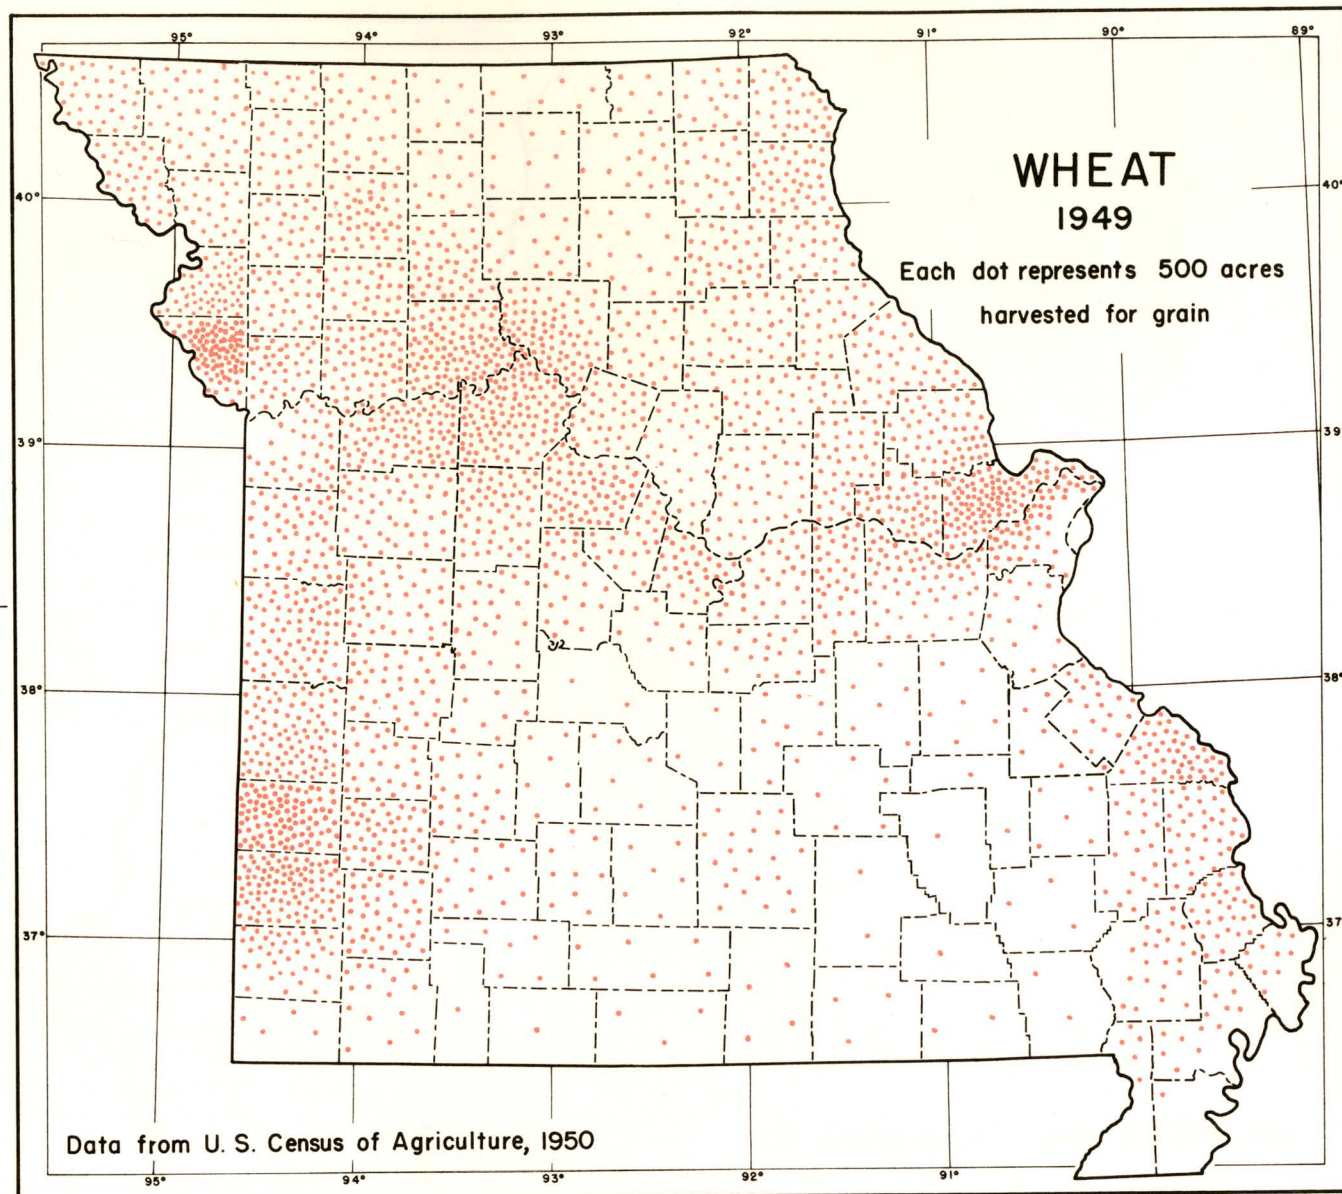 95° 94° 93° 92° 91° 90° 89°
WHEAT
1949
Each dot represents 500 acres
harvested for grain
40° 40°
39° 39°
38° 38°
37° 37°
Data from U. S. Census of Agriculture, 1950
95° 94° 93° 92° 91°